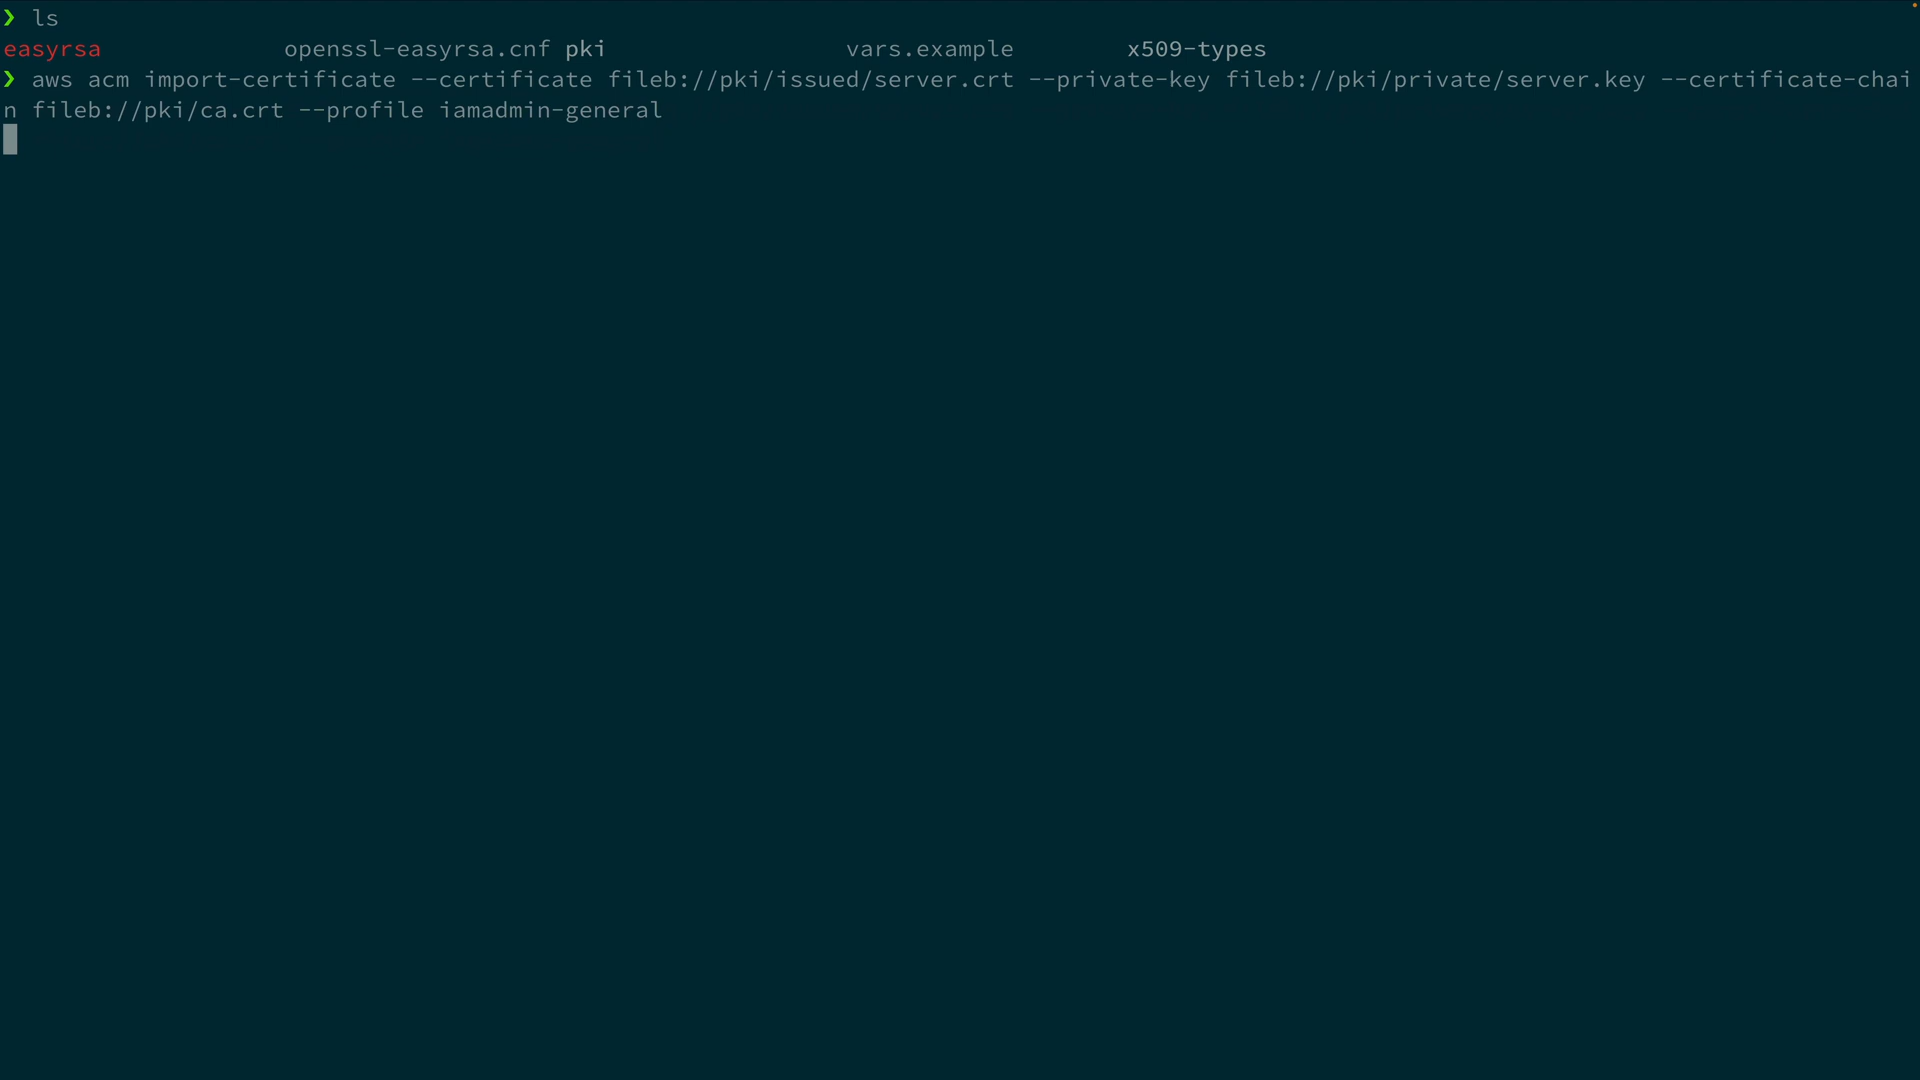 ❯ ls
easyrsa openssl-easyrsa.cnf pki vars.example x509-types
❯ aws acm import-certificate --certificate fileb://pki/issued/server.crt --private-key fileb://pki/private/server.key --certificate-chai
n fileb://pki/ca.crt --profile iamadmin-general